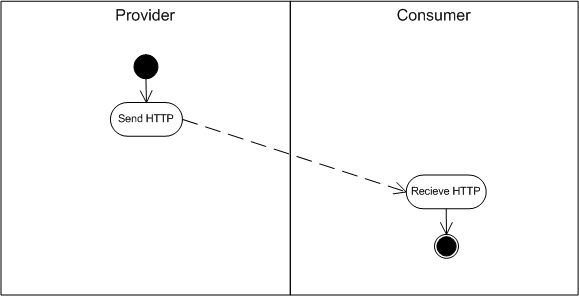 Provider
Consumer
Send HTTP
Recieve HTTP